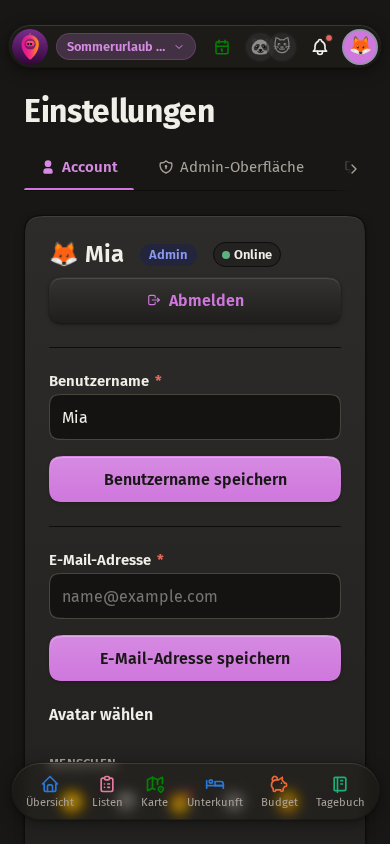 Sommerurlaub ...
Einstellungen
Account
Admin-Oberfläche
Mia
Admin
Online
Abmelden
Benutzername *
Mia
Benutzername speichern
E-Mail-Adresse *
name@example.com
E-Mail-Adresse speichern
Avatar wählen
MENSCHEN
Übersicht
Listen
Karte
Unterkunft
Budget
Tagebuch